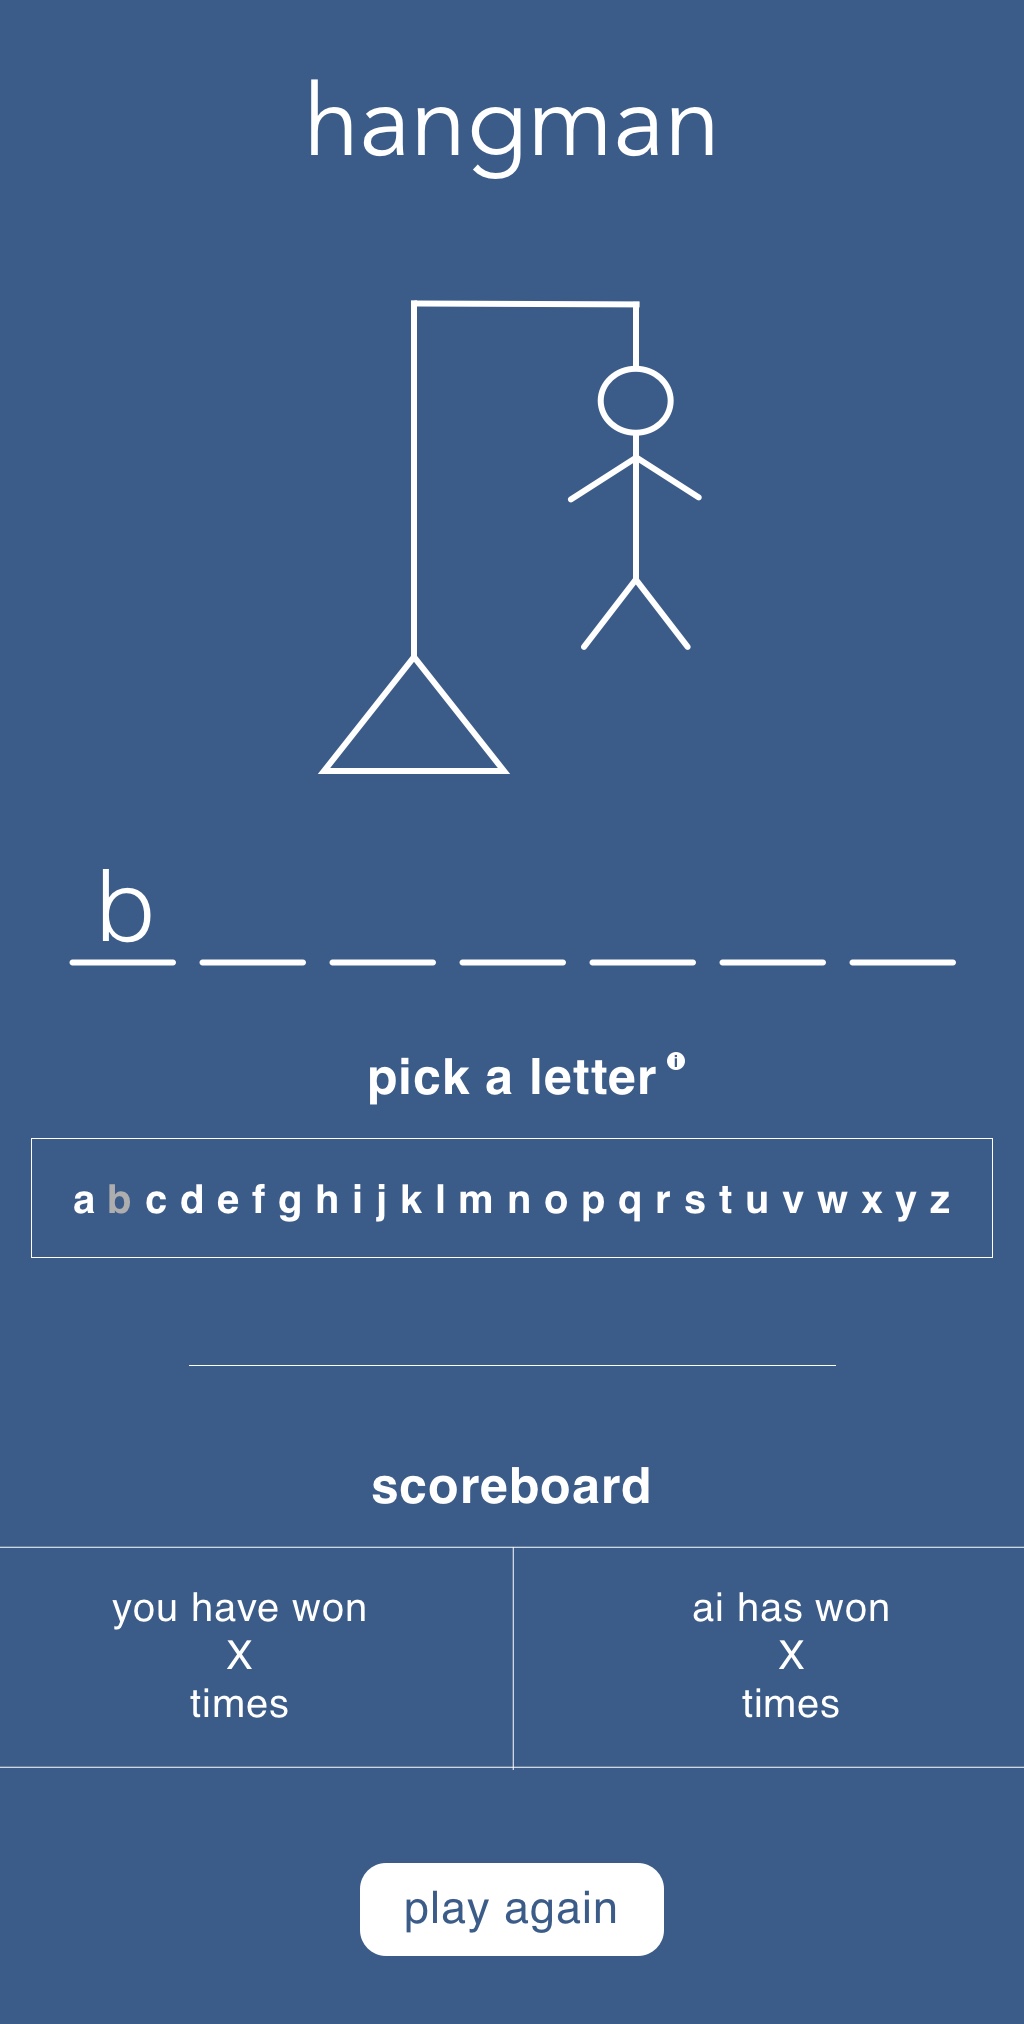 hangman
b
pick a letter i
a b c d e f g h i j k l m n o p q r s t u v w x y z
scoreboard
you have won
X
times
ai has won
X
times
play again